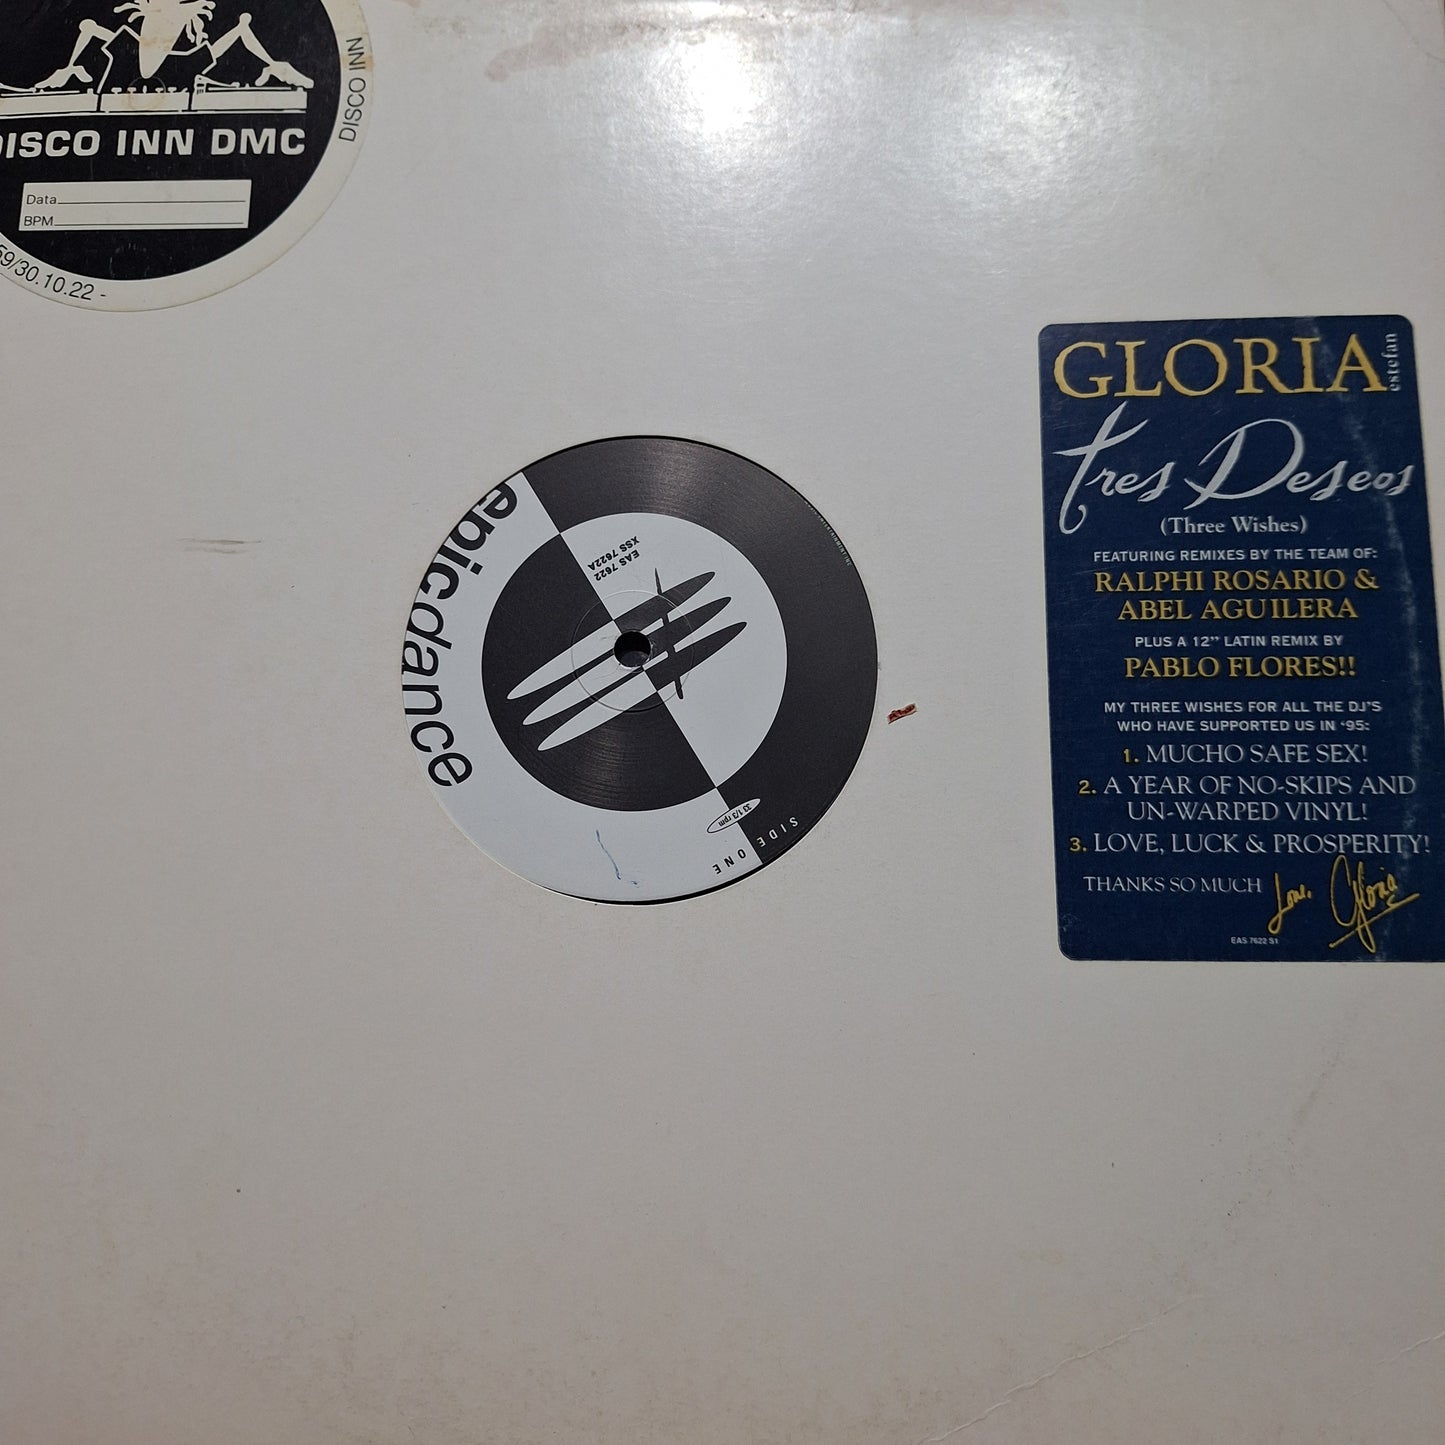 DISCO INN DMC
DISCO INN
Data
BPM
59/30.10.22 -
epicdance
EAS 7622
XSS 7622A
33 1/3 rpm
SIDE ONE
GLORIA
estefan
Tres Deseos
(Three Wishes)
FEATURING REMIXES BY THE TEAM OF:
RALPHI ROSARIO &
ABEL AGUILERA
PLUS A 12" LATIN REMIX BY
PABLO FLORES!!
MY THREE WISHES FOR ALL THE DJ'S
WHO HAVE SUPPORTED US IN '95:
1. MUCHO SAFE SEX!
2. A YEAR OF NO-SKIPS AND
UN-WARPED VINYL!
3. LOVE, LUCK & PROSPERITY!
THANKS SO MUCH Love, Gloria
EAS 7622 S1